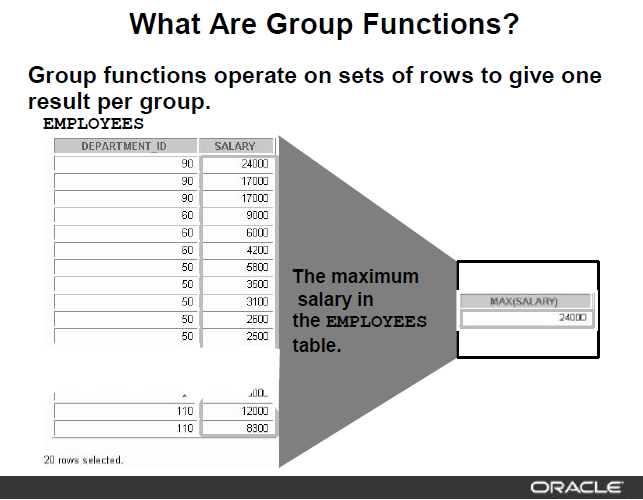 What Are Group Functions?
Group functions operate on sets of rows to give one
result per group.
EMPLOYEES
DEPARTMENT_ID SALARY
90 24000
90 17000
90 17000
60 9000
60 6000
60 4200
50 5800
50 3500
50 3100
50 2600
50 2500
110 12000
110 8300
20 rows selected.
The maximum
salary in
the EMPLOYEES
table.
MAX(SALARY)
24000
ORACLE